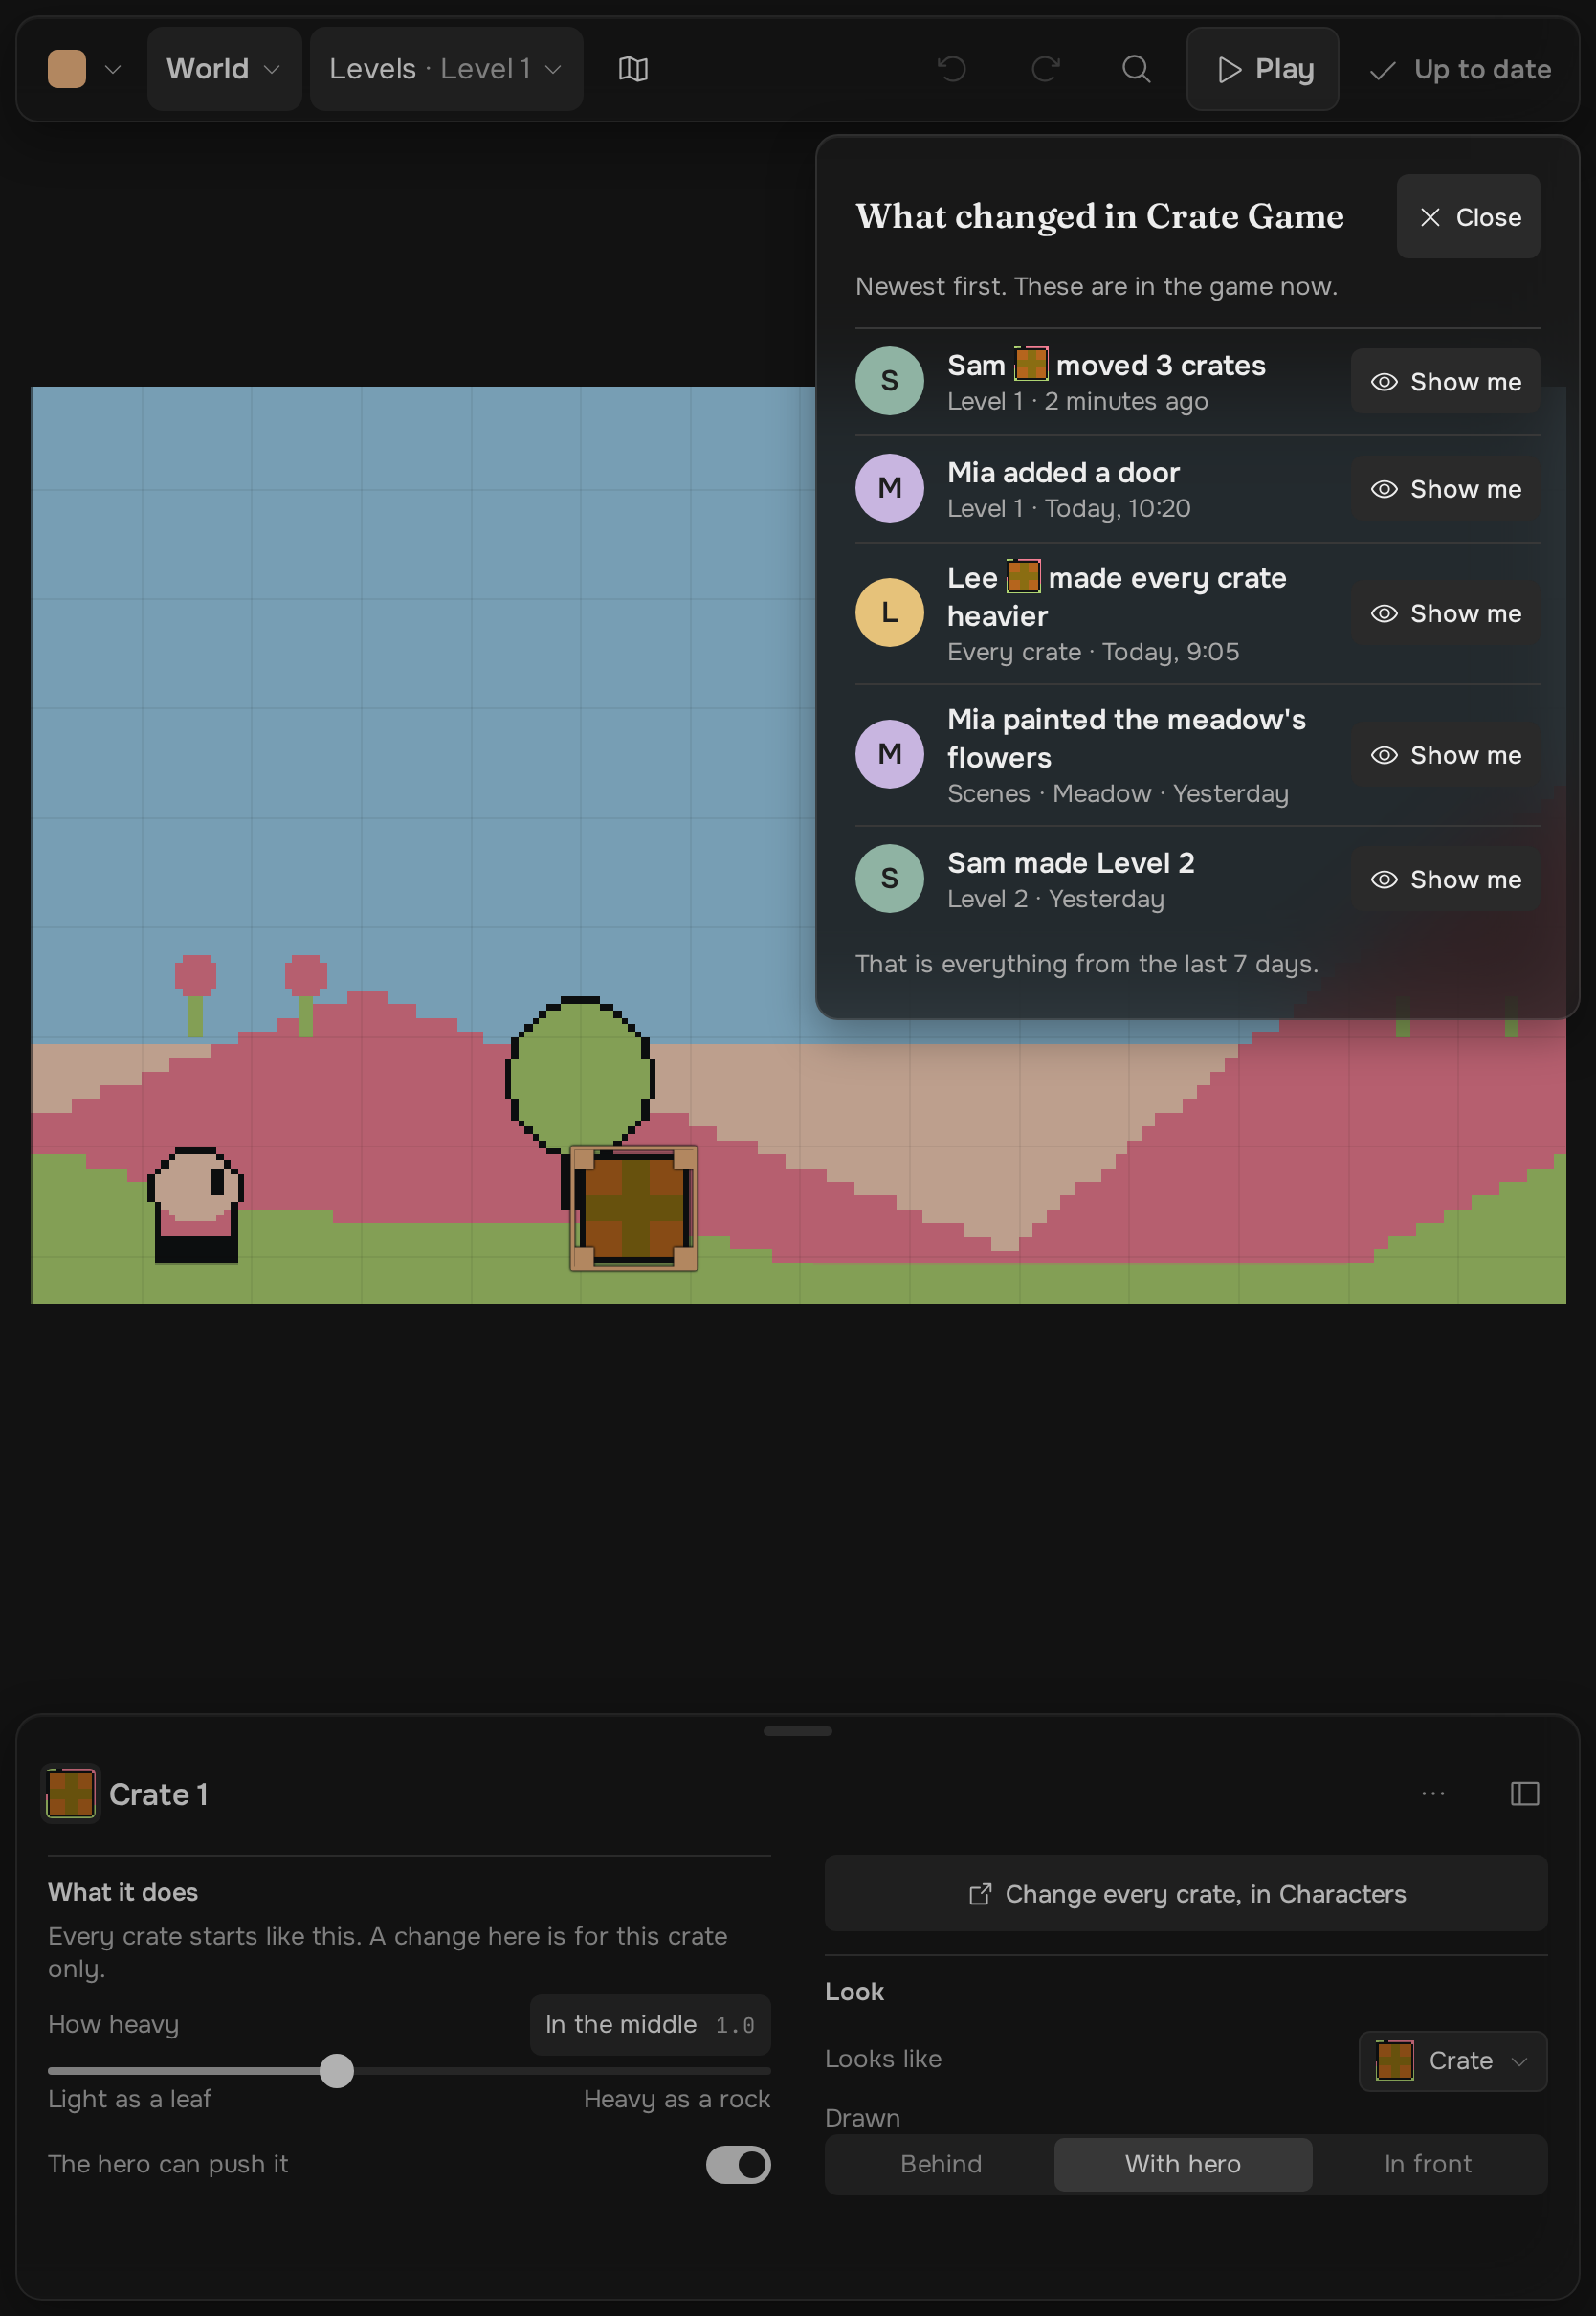 World
Levels · Level 1
Play
Up to date
What changed in Crate Game
Close
Newest first. These are in the game now.
S
Sam moved 3 crates
Level 1 · 2 minutes ago
Show me
M
Mia added a door
Level 1 · Today, 10:20
Show me
L
Lee made every crate
heavier
Every crate · Today, 9:05
Show me
M
Mia painted the meadow's
flowers
Scenes · Meadow · Yesterday
Show me
S
Sam made Level 2
Level 2 · Yesterday
Show me
That is everything from the last 7 days.
Crate 1
What it does
Every crate starts like this. A change here is for this crate
only.
How heavy
In the middle 1.0
Light as a leaf
Heavy as a rock
The hero can push it
Change every crate, in Characters
Look
Looks like
Crate
Drawn
Behind
With hero
In front